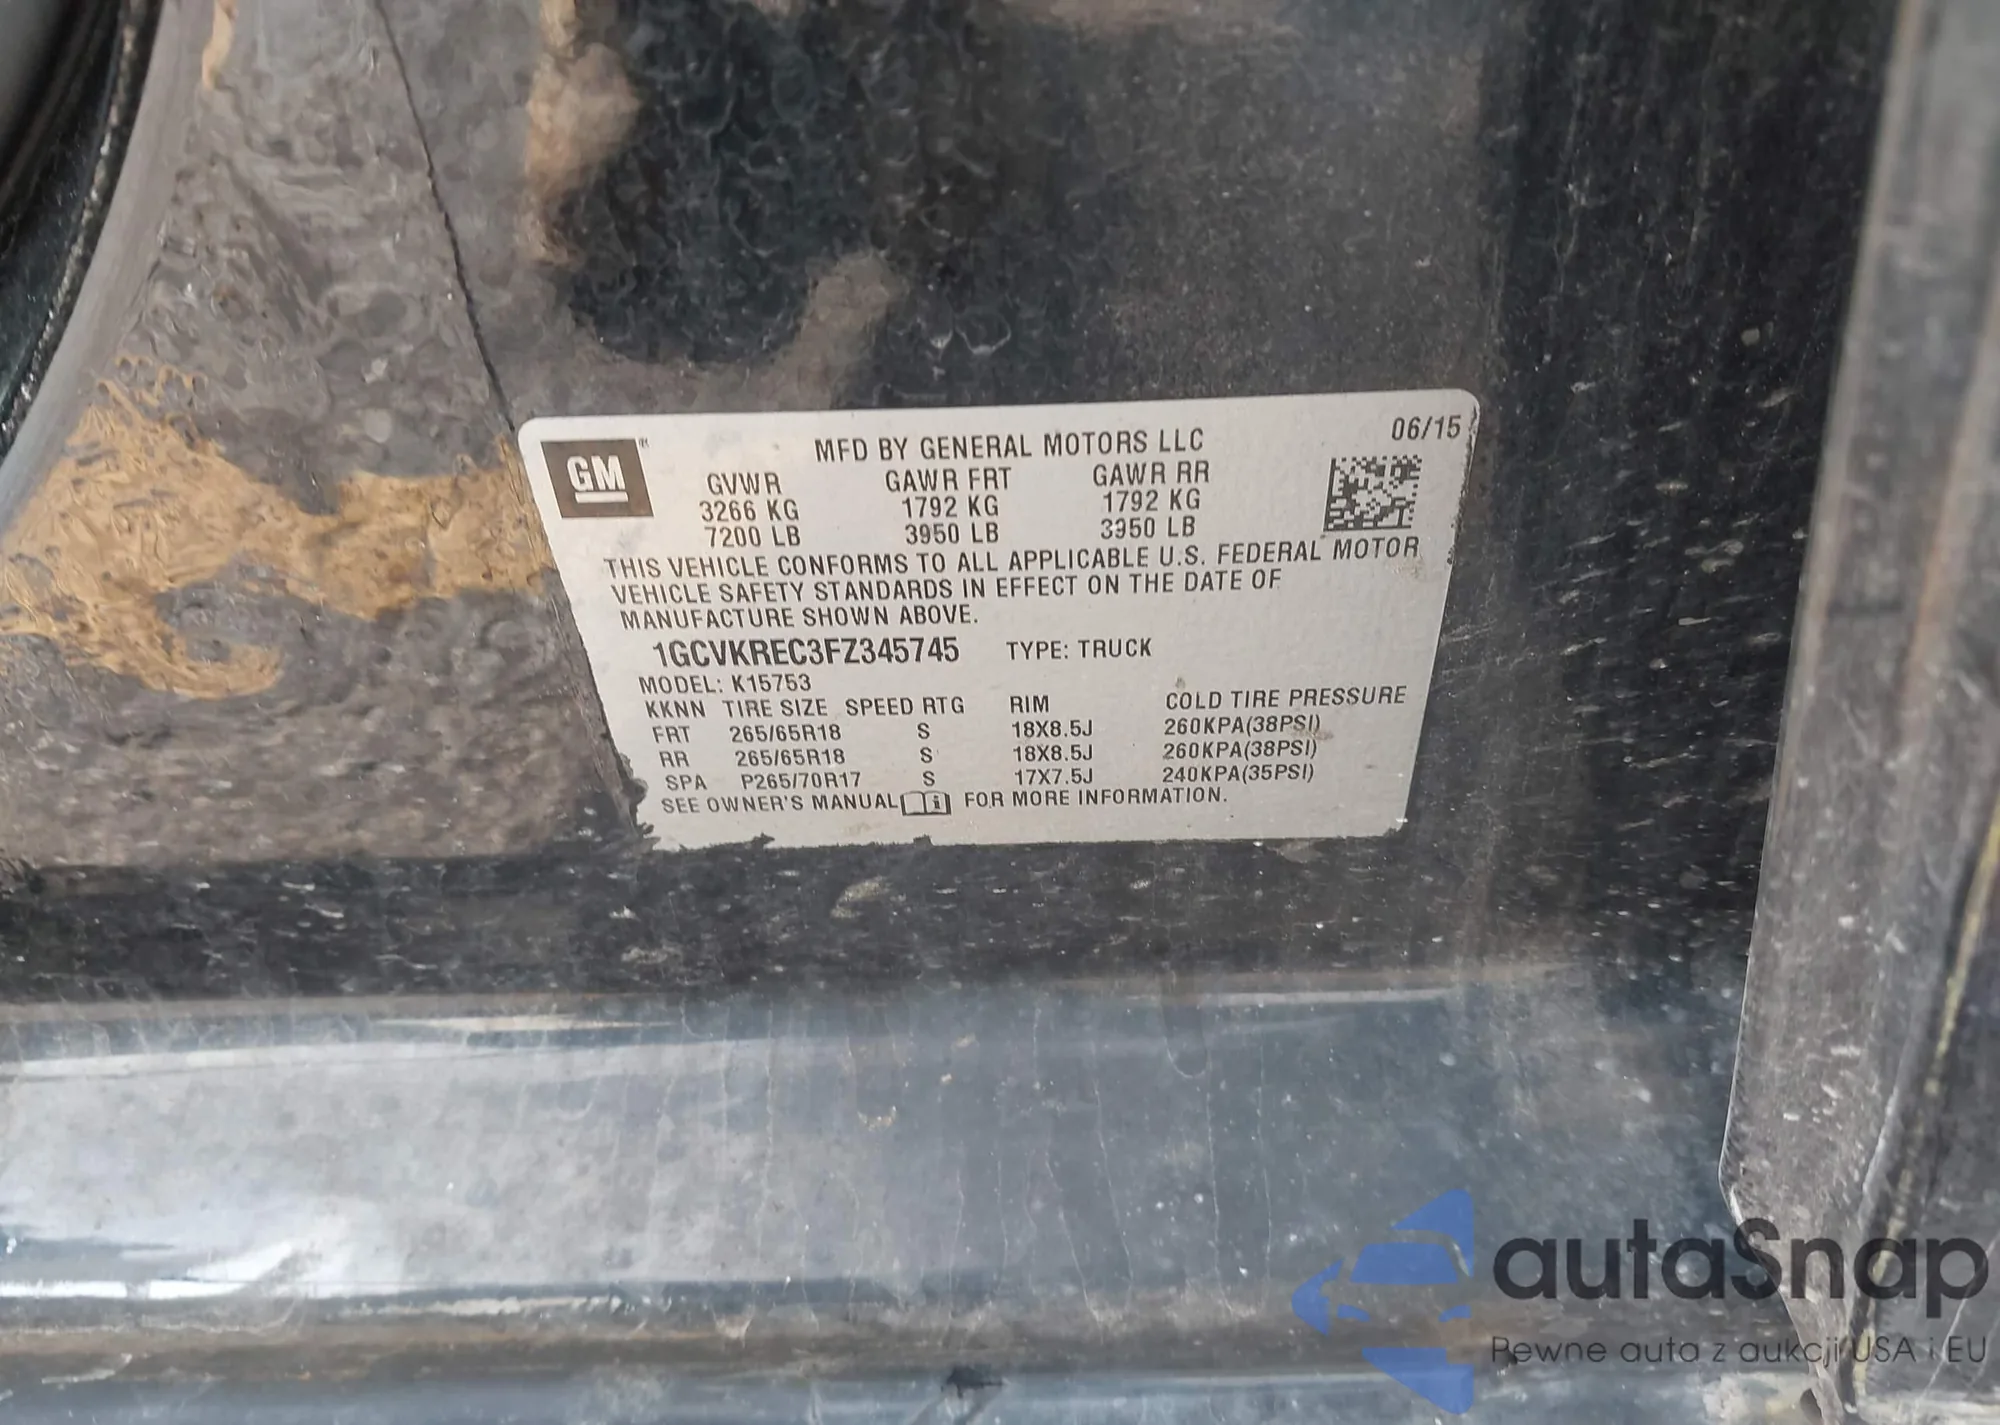 06/15
GM
MFD BY GENERAL MOTORS LLC
GVWR GAWR FRT GAWR RR
3266 KG 1792 KG 1792 KG
7200 LB 3950 LB 3950 LB
THIS VEHICLE CONFORMS TO ALL APPLICABLE U.S. FEDERAL MOTOR
VEHICLE SAFETY STANDARDS IN EFFECT ON THE DATE OF
MANUFACTURE SHOWN ABOVE.
1GCVKREC3FZ345745 TYPE: TRUCK
MODEL: K15753
KKNN TIRE SIZE SPEED RTG RIM COLD TIRE PRESSURE
FRT 265/65R18 S 18X8.5J 260KPA(38PSI)
RR 265/65R18 S 18X8.5J 260KPA(38PSI)
SPA P265/70R17 S 17X7.5J 240KPA(35PSI)
SEE OWNER'S MANUAL i FOR MORE INFORMATION.
autaSnap
Pewne auta z aukcji USA i EU